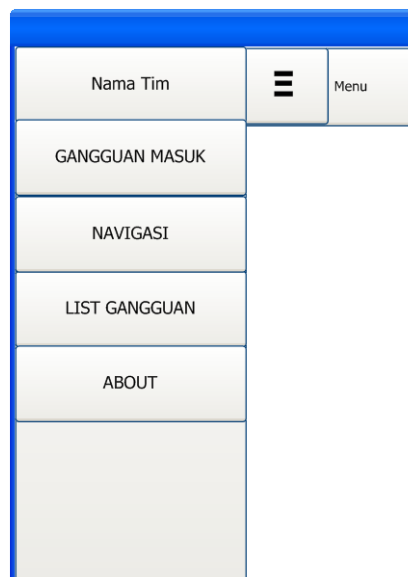 Nama Tim
Menu
GANGGUAN MASUK
NAVIGASI
LIST GANGGUAN
ABOUT